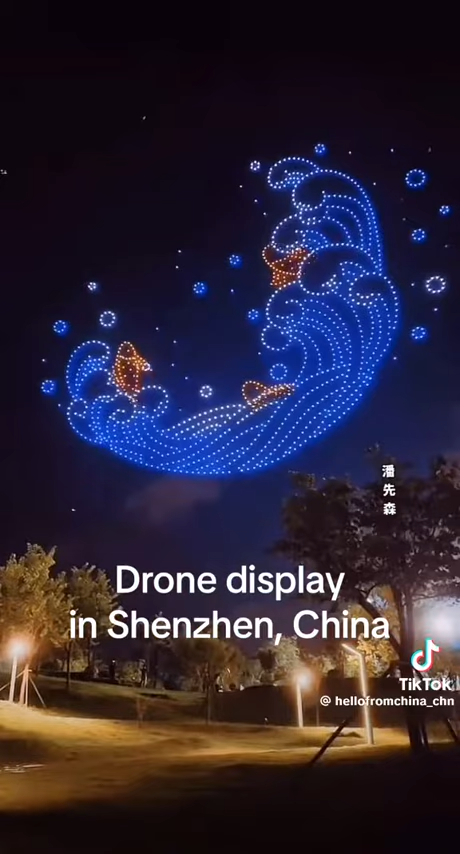 潘先森
Drone display
in Shenzhen, China
TikTok
@ hellofromchina_chn